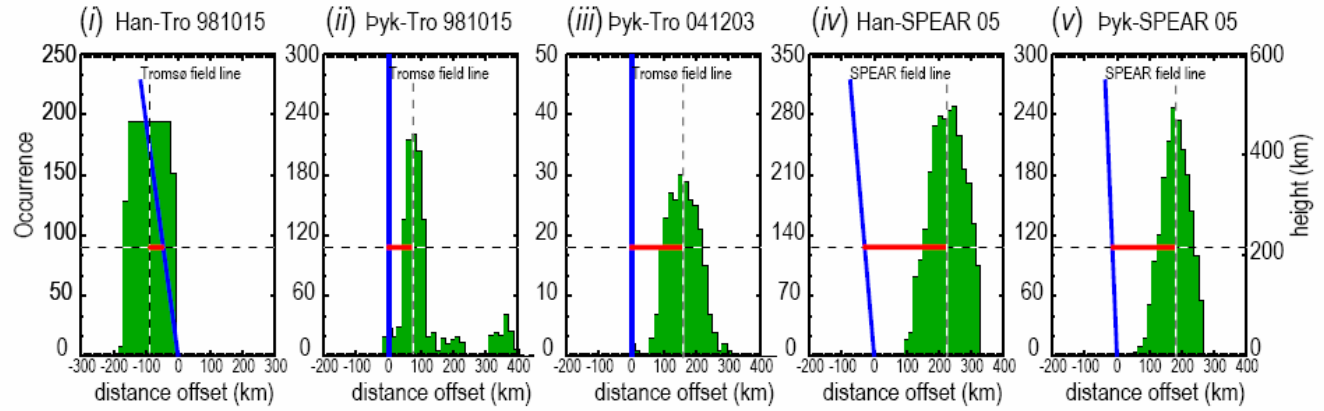 (i) Han-Tro 981015
(ii) Þyk-Tro 981015
(iii) Þyk-Tro 041203
(iv) Han-SPEAR 05
(v) Þyk-SPEAR 05
Occurrence
250
200
150
100
50
0
Tromsø field line
-300 -200 -100 0 100 200 300
distance offset (km)
300
240
180
120
60
0
Tromsø field line
-200 -100 0 100 200 300 400
distance offset (km)
50
40
30
20
10
0
Tromsø field line
-200 -100 0 100 200 300 400
distance offset (km)
350
280
210
140
70
0
SPEAR field line
-200 -100 0 100 200 300 400
distance offset (km)
300
240
180
120
60
0
SPEAR field line
-200 -100 0 100 200 300 400
distance offset (km)
600
400
200
0
height (km)